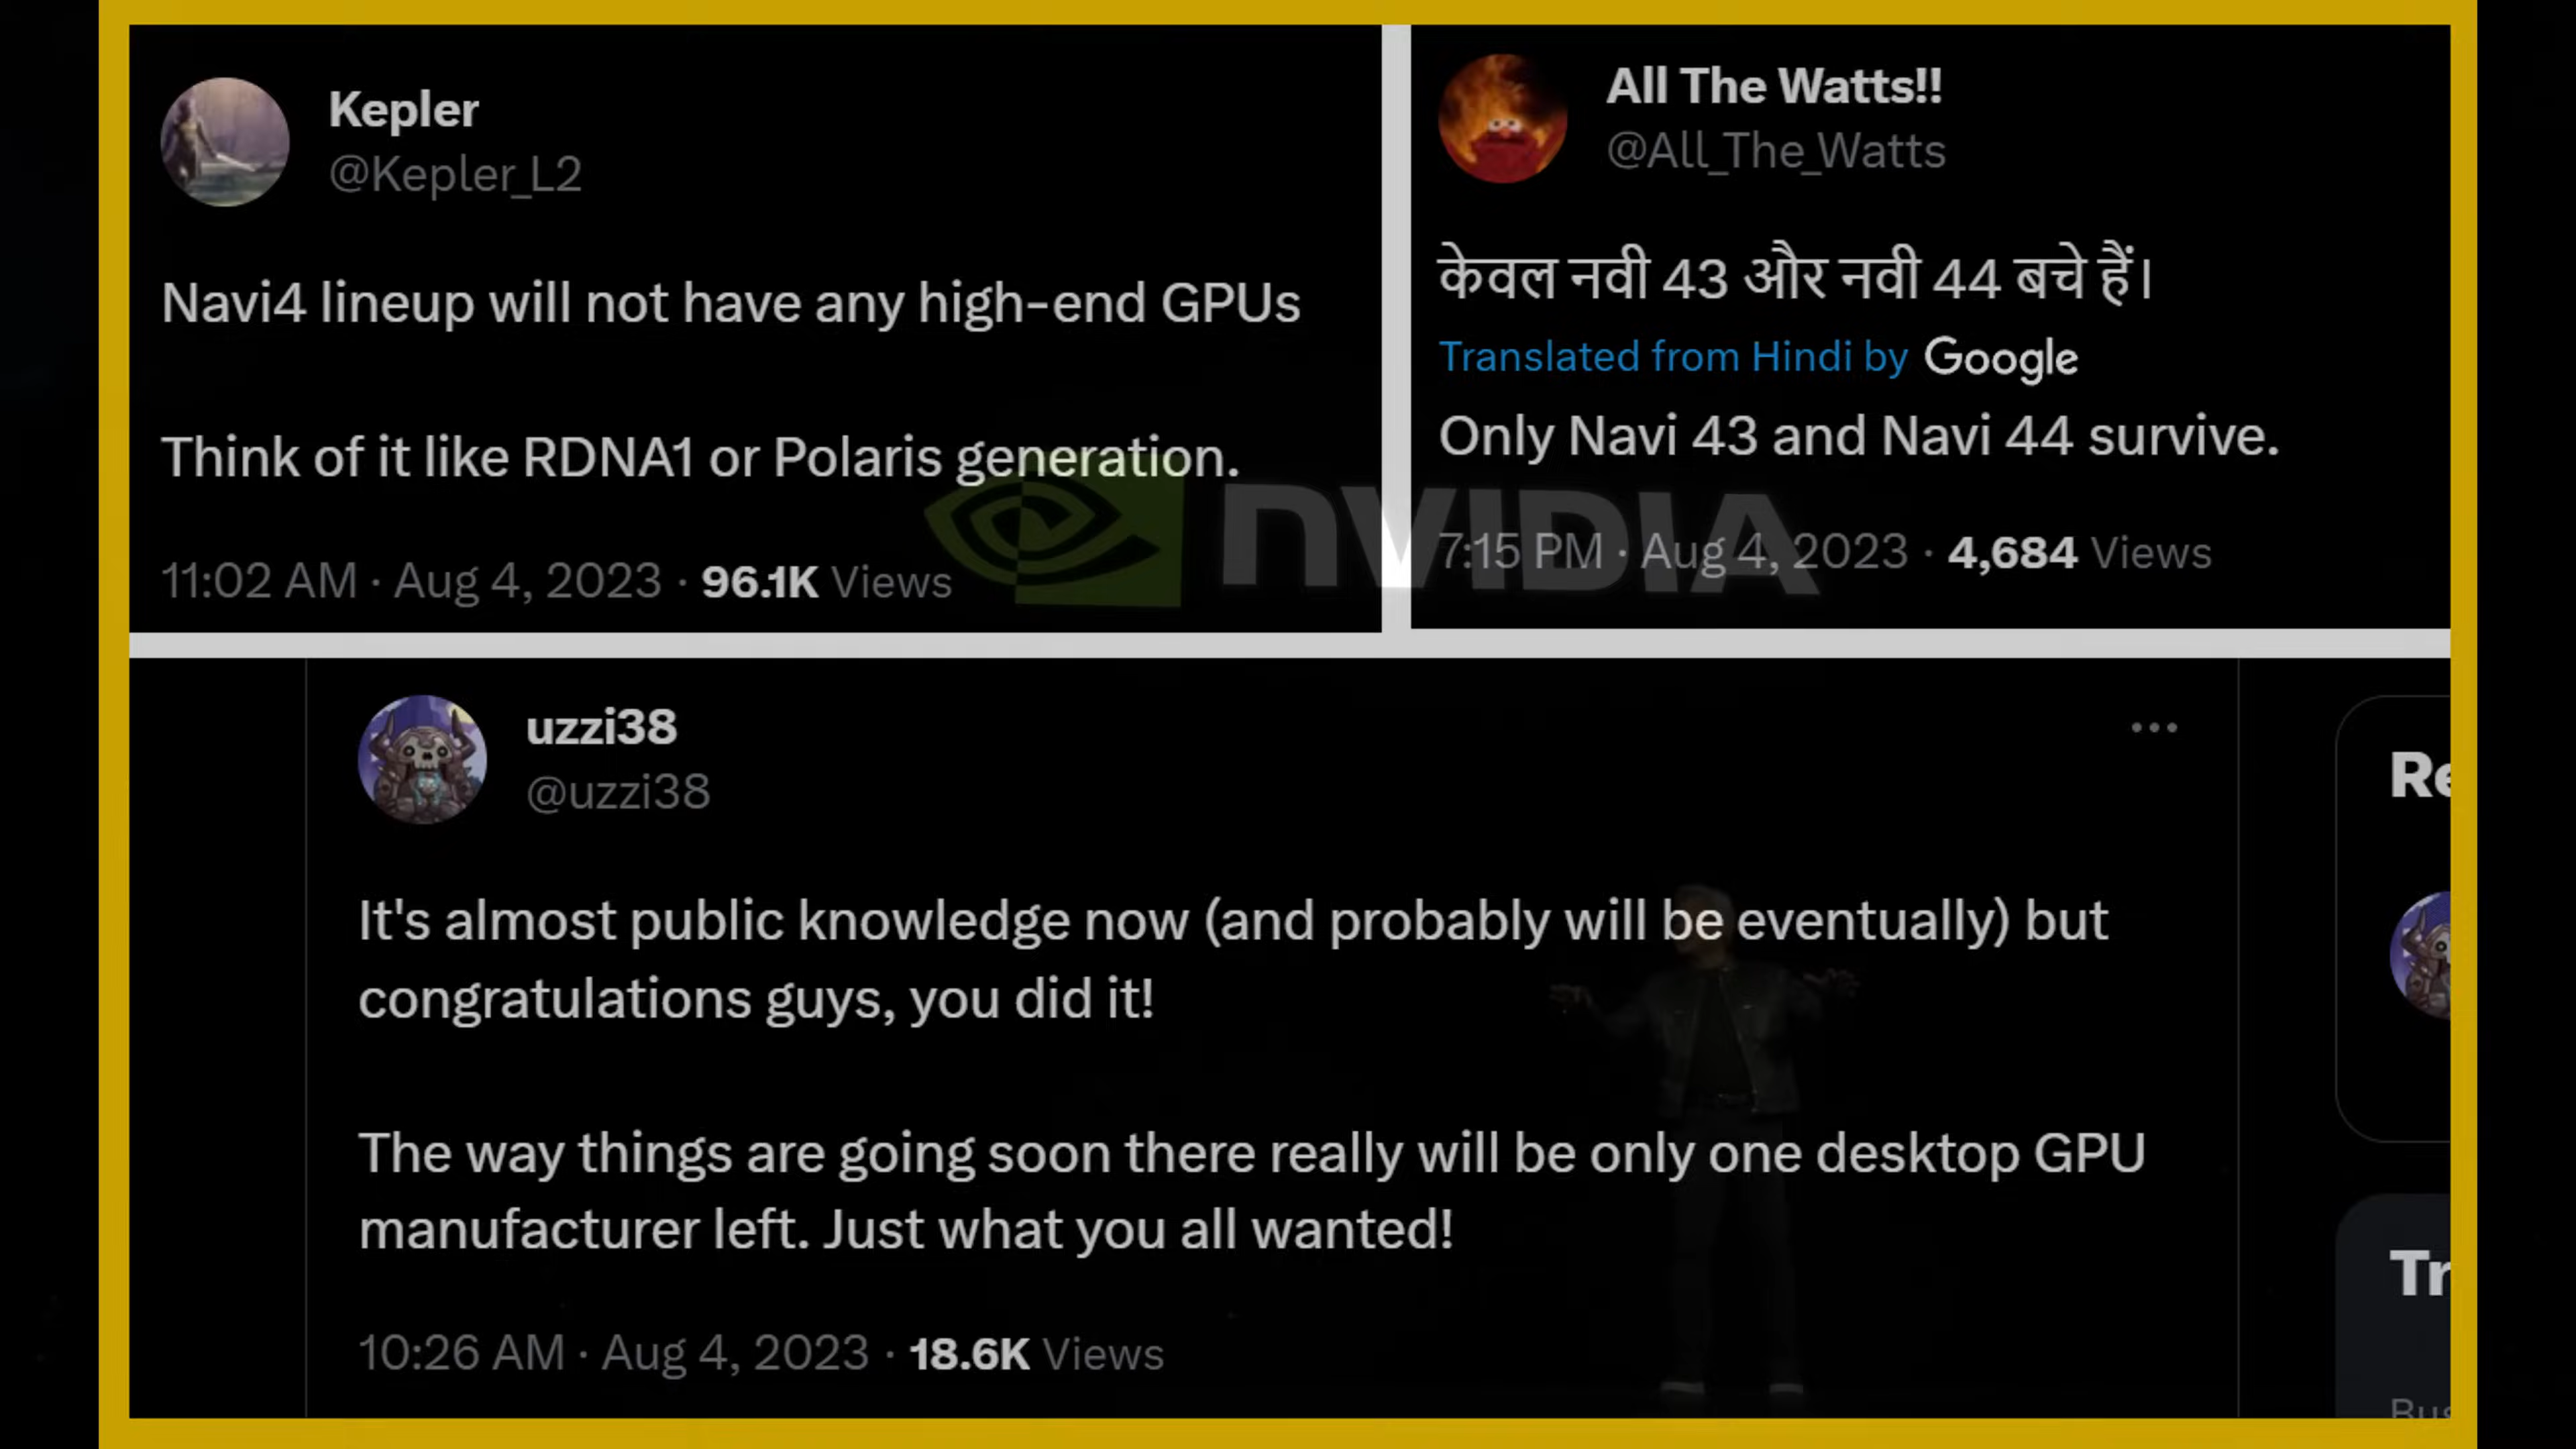 Kepler
@Kepler_L2
Navi4 lineup will not have any high-end GPUs
Think of it like RDNA1 or Polaris generation.
11:02 AM · Aug 4, 2023 · 96.1K Views
All The Watts!!
@All_The_Watts
केवल नवी 43 और नवी 44 बचे हैं।
Translated from Hindi by Google
Only Navi 43 and Navi 44 survive.
7:15 PM · Aug 4, 2023 · 4,684 Views
NVIDIA
uzzi38
@uzzi38
It's almost public knowledge now (and probably will be eventually) but
congratulations guys, you did it!
The way things are going soon there really will be only one desktop GPU
manufacturer left. Just what you all wanted!
10:26 AM · Aug 4, 2023 · 18.6K Views
Re
Tr